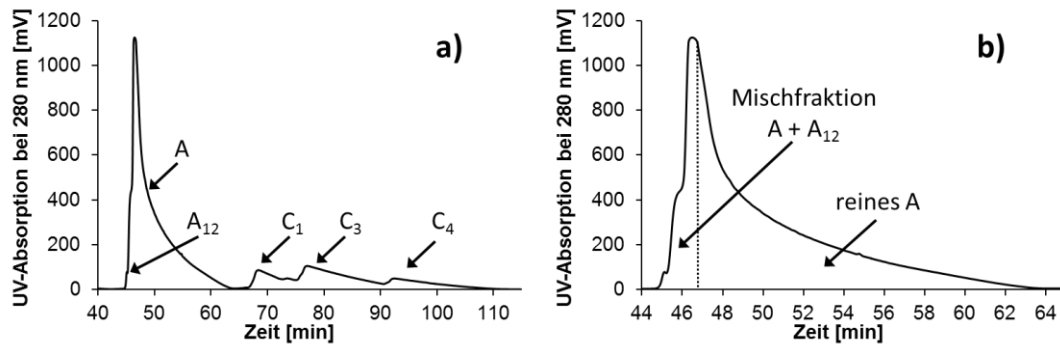 a)
UV-Absorption bei 280 nm [mV]
1200
1000
800
600
400
200
0
A
A₁₂
C₁
C₃
C₄
40 50 60 70 80 90 100 110
Zeit [min]
b)
UV-Absorption bei 280 nm [mV]
1200
1000
800
600
400
200
0
Mischfraktion
A + A₁₂
reines A
44 46 48 50 52 54 56 58 60 62 64
Zeit [min]